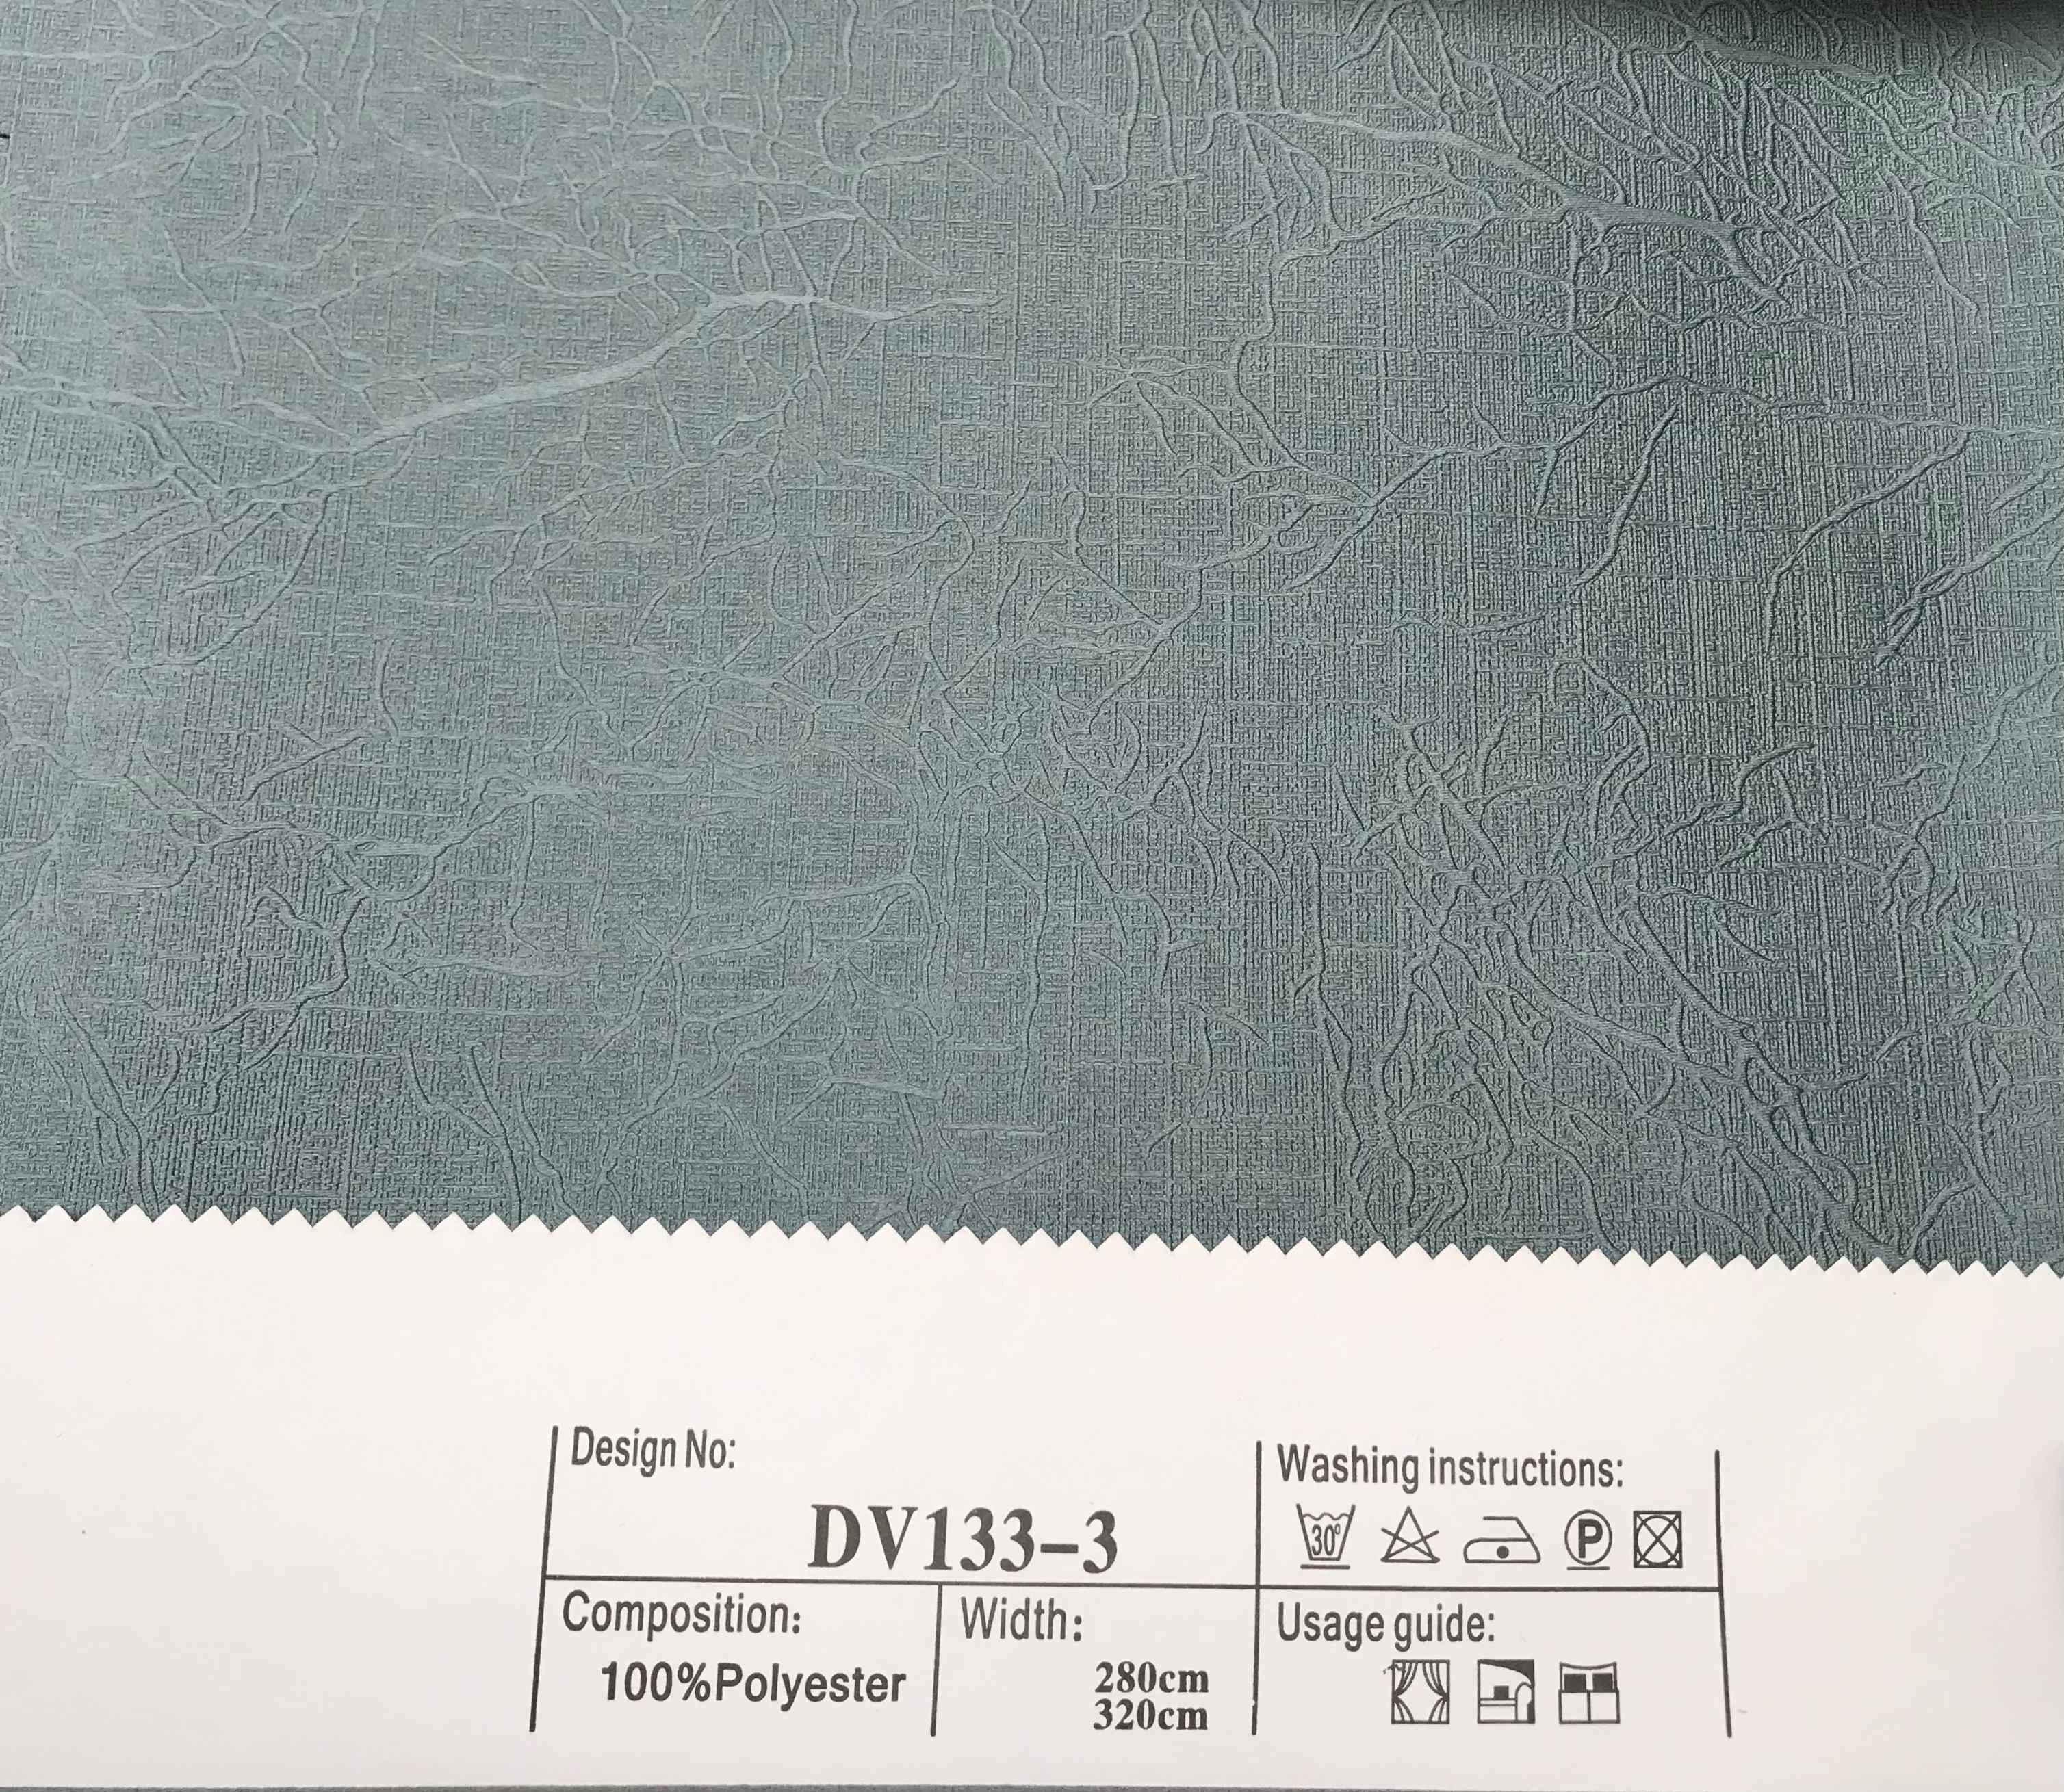 Design No:
DV133-3
Washing instructions:
30°
P
Composition:
100%Polyester
Width:
280cm
320cm
Usage guide: